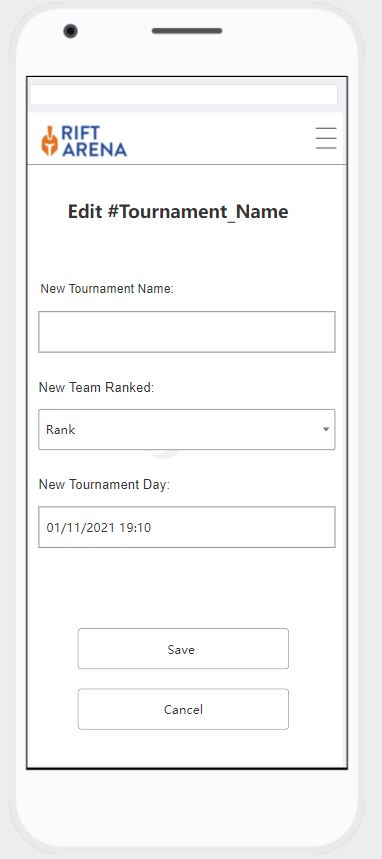 RIFT
ARENA
Edit #Tournament_Name
New Tournament Name:
New Team Ranked:
Rank
New Tournament Day:
01/11/2021 19:10
Save
Cancel